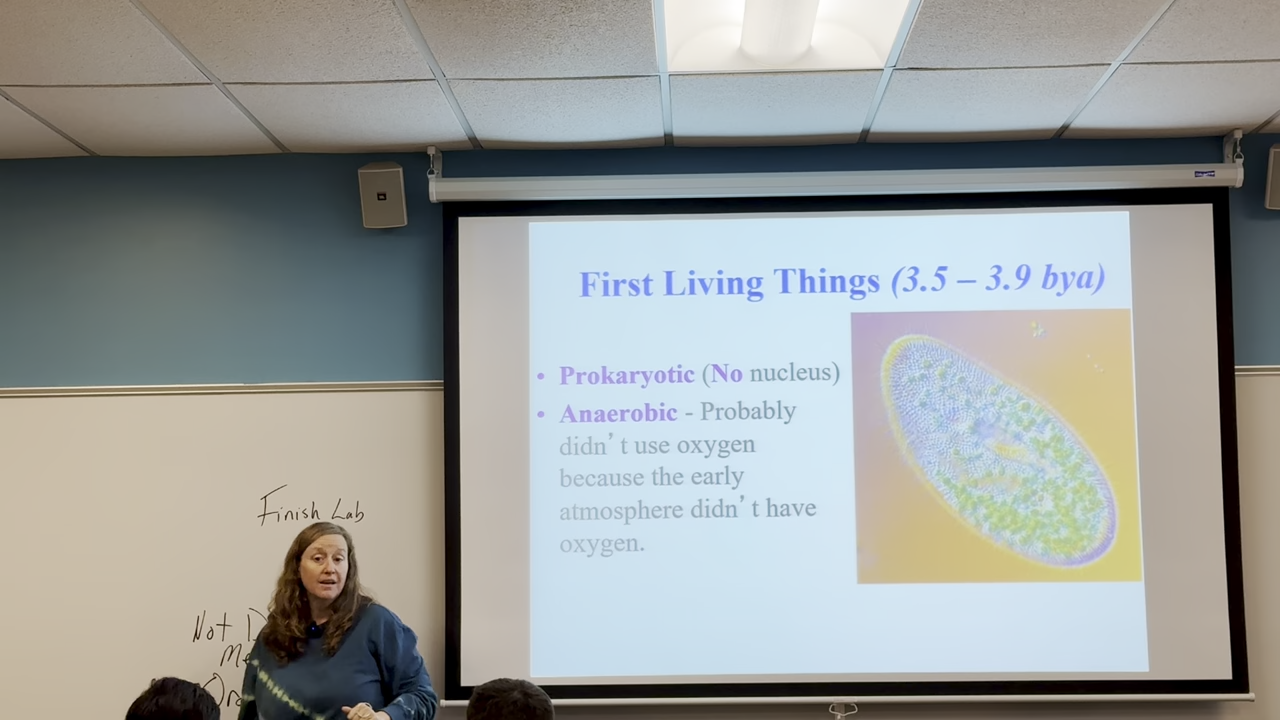 First Living Things (3.5 – 3.9 bya)
• Prokaryotic (No nucleus)
• Anaerobic - Probably
didn’t use oxygen
because the early
atmosphere didn’t have
oxygen.
Finish Lab
Not